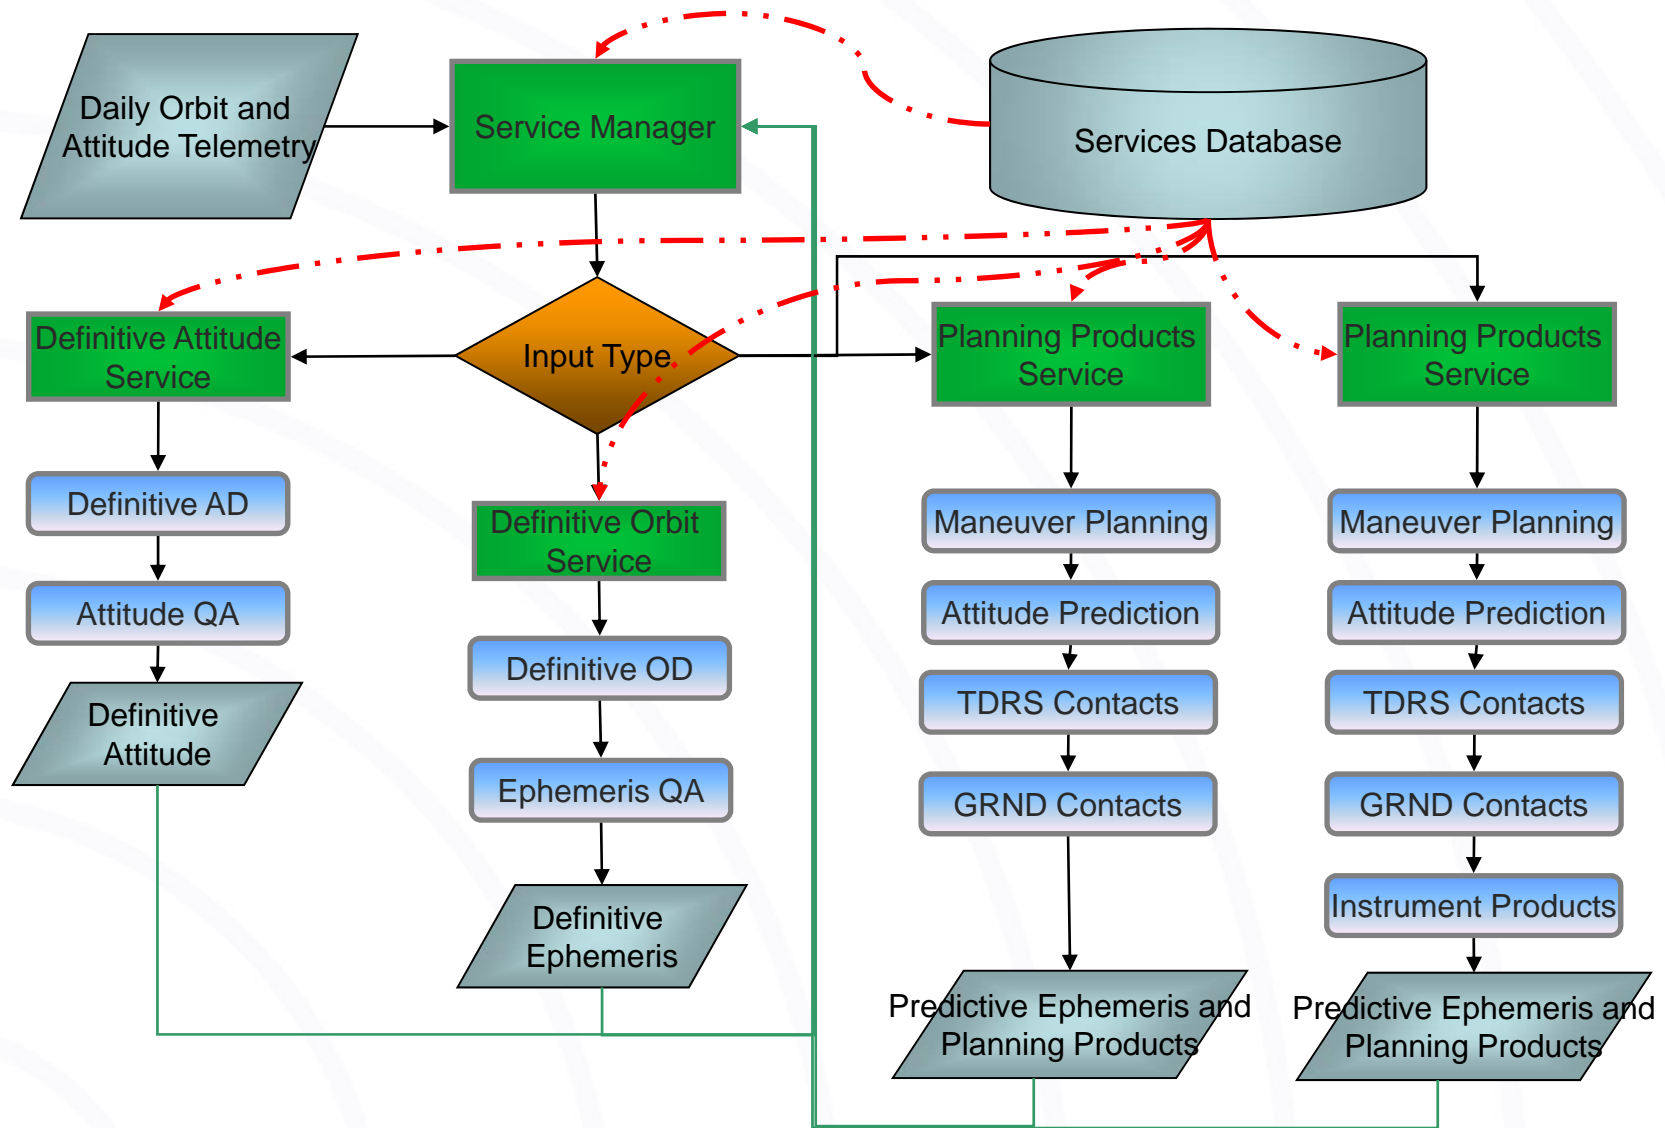 Daily Orbit and
Attitude Telemetry
Service Manager
Services Database
Definitive Attitude
Service
Input Type
Planning Products
Service
Planning Products
Service
Definitive AD
Attitude QA
Definitive
Attitude
Definitive Orbit
Service
Definitive OD
Ephemeris QA
Definitive
Ephemeris
Maneuver Planning
Attitude Prediction
TDRS Contacts
GRND Contacts
Predictive Ephemeris and
Planning Products
Maneuver Planning
Attitude Prediction
TDRS Contacts
GRND Contacts
Instrument Products
Predictive Ephemeris and
Planning Products